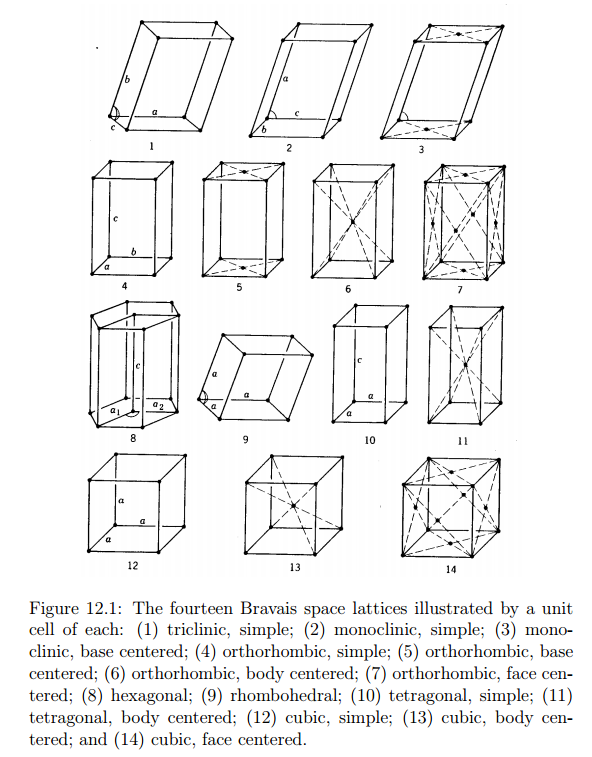 b
a
c
1
a
c
b
2
3
c
b
a
4
5
6
7
c
a1 a2
8
a
a
a
9
c
a
a
10
11
a
a
a
12
13
14
Figure 12.1: The fourteen Bravais space lattices illustrated by a unit
cell of each: (1) triclinic, simple; (2) monoclinic, simple; (3) mono-
clinic, base centered; (4) orthorhombic, simple; (5) orthorhombic, base
centered; (6) orthorhombic, body centered; (7) orthorhombic, face cen-
tered; (8) hexagonal; (9) rhombohedral; (10) tetragonal, simple; (11)
tetragonal, body centered; (12) cubic, simple; (13) cubic, body cen-
tered; and (14) cubic, face centered.